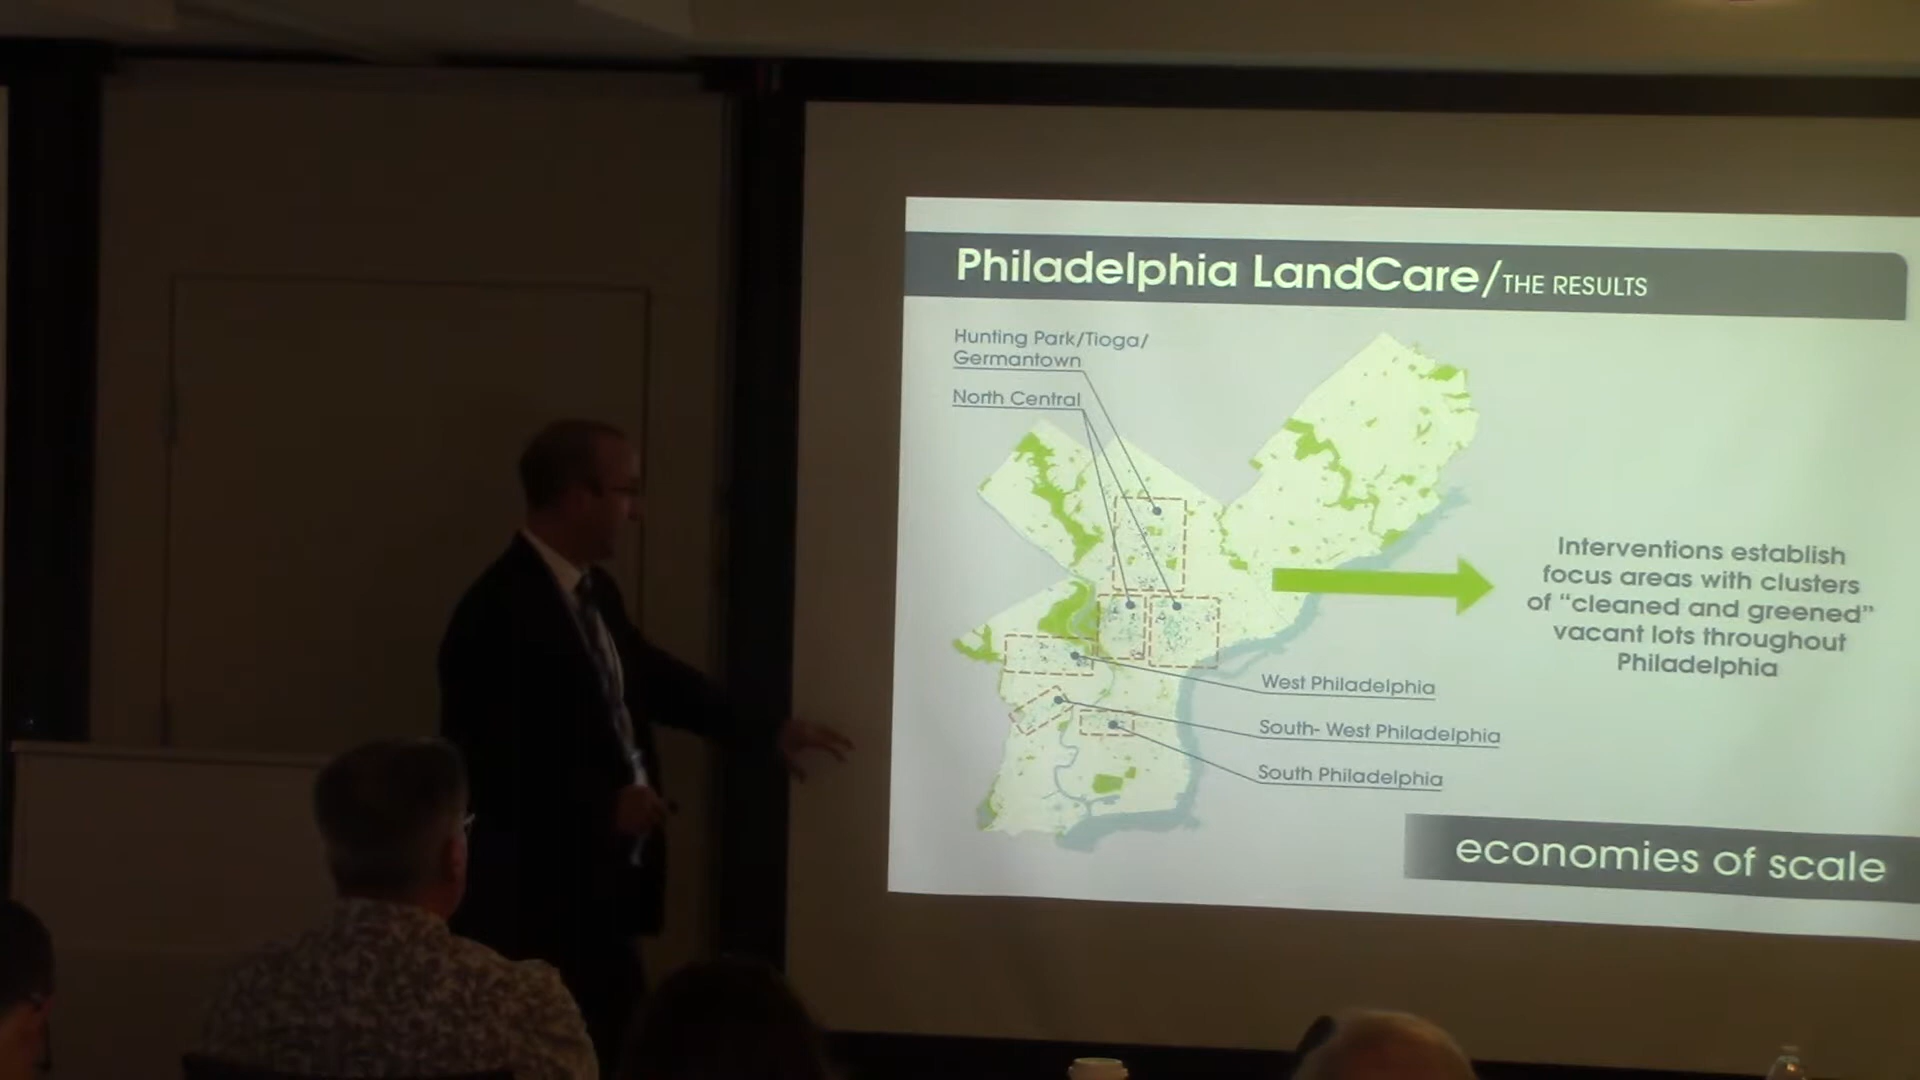 Philadelphia LandCare/THE RESULTS
Hunting Park/Tioga/
Germantown
North Central
Interventions establish
focus areas with clusters
of “cleaned and greened”
vacant lots throughout
Philadelphia
West Philadelphia
South- West Philadelphia
South Philadelphia
economies of scale